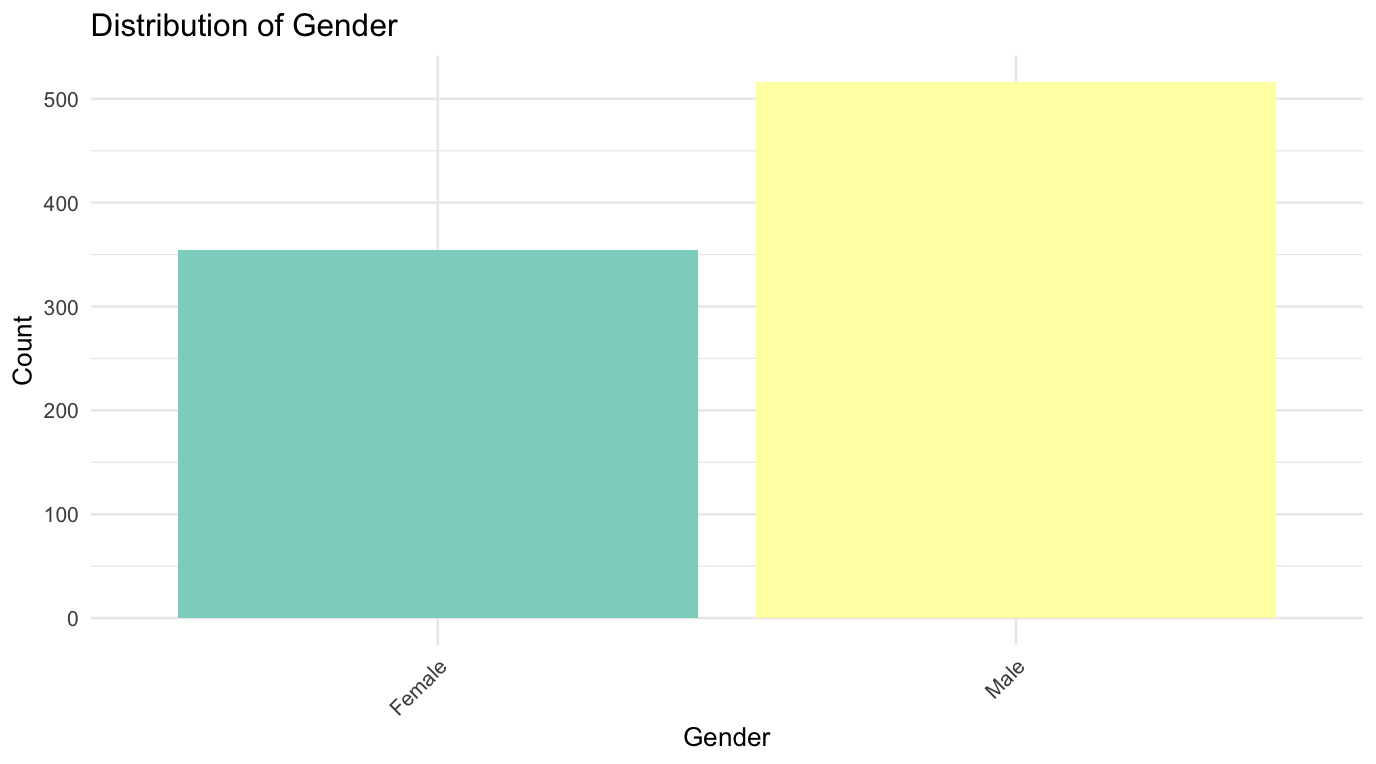 Distribution of Gender
500
400
300
200
100
0
Count
Female
Male
Gender